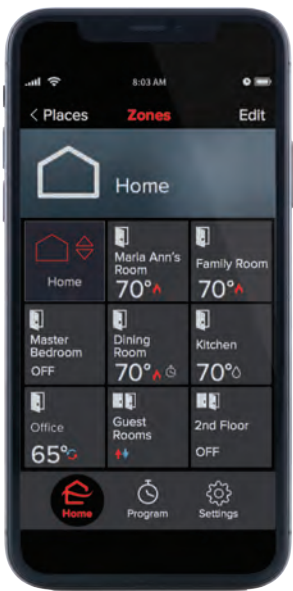 8:03 AM
< Places Zones Edit
Home
Home
Maria Ann's
Room
70°
Family Room
70°
Master
Bedroom
OFF
Dining
Room
70°
Kitchen
70°
Office
65°
Guest
Rooms
2nd Floor
OFF
Home Program Settings